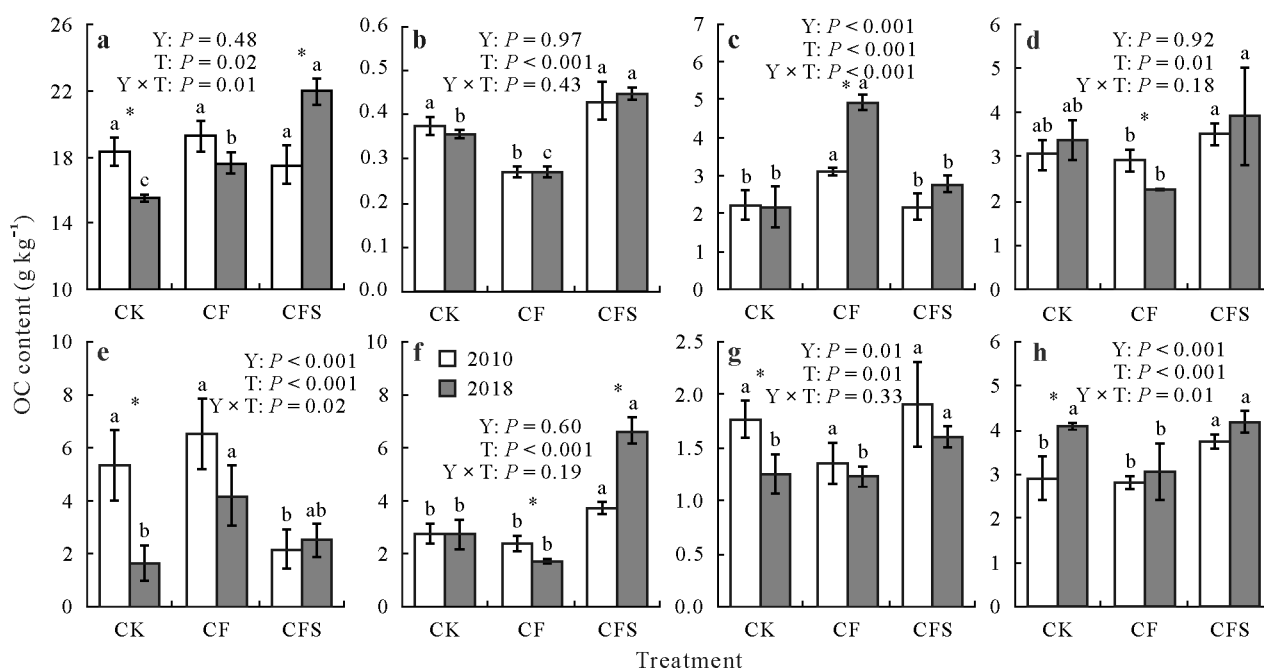 OC content (g kg⁻¹)
a
Y: P = 0.48
T: P = 0.02
Y × T: P = 0.01
26
22
18
14
10
a
*
c
a
b
a
*
a
CK
CF
CFS
b
Y: P = 0.97
T: P < 0.001
Y × T: P = 0.43
0.6
0.5
0.4
0.3
0.2
0.1
0.0
a
b
b
c
a
a
CK
CF
CFS
c
Y: P < 0.001
T: P < 0.001
Y × T: P < 0.001
7
6
5
4
3
2
1
0
b
b
a
*
a
b
b
CK
CF
CFS
d
Y: P = 0.92
T: P = 0.01
Y × T: P = 0.18
6
5
4
3
2
1
0
ab
ab
b
*
b
a
a
CK
CF
CFS
e
Y: P < 0.001
T: P < 0.001
Y × T: P = 0.02
10
8
6
4
2
0
a
*
b
a
a
b
ab
CK
CF
CFS
f
2010
2018
Y: P = 0.60
T: P < 0.001
Y × T: P = 0.19
10
8
6
4
2
0
b
b
b
*
b
a
*
a
CK
CF
CFS
g
Y: P = 0.01
T: P = 0.01
Y × T: P = 0.33
2.5
2.0
1.5
1.0
0.5
0.0
a
*
b
a
b
a
a
CK
CF
CFS
h
Y: P < 0.001
T: P < 0.001
Y × T: P = 0.01
6
5
4
3
2
1
0
b
*
a
b
b
a
a
CK
CF
CFS
Treatment